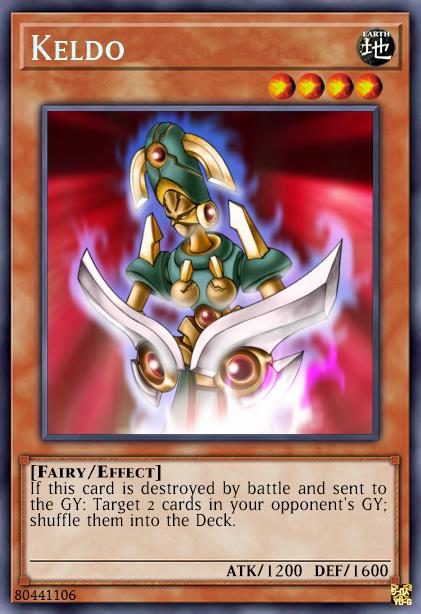 Keldo
EARTH
地
[Fairy/Effect]
If this card is destroyed by battle and sent to
the GY: Target 2 cards in your opponent's GY;
shuffle them into the Deck.
ATK/1200 DEF/1600
80441106